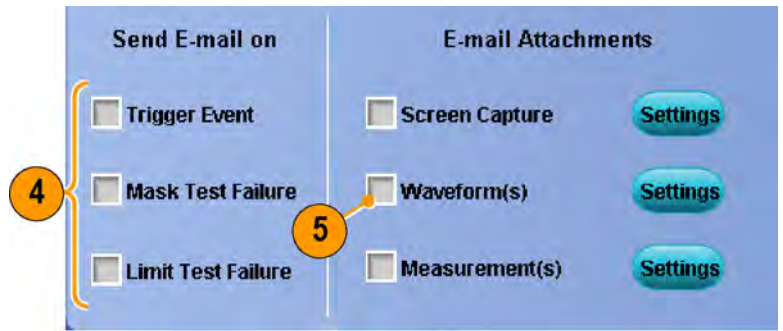 Send E-mail on
E-mail Attachments
Trigger Event
Screen Capture
Settings
4
Mask Test Failure
5
Waveform(s)
Settings
Limit Test Failure
Measurement(s)
Settings